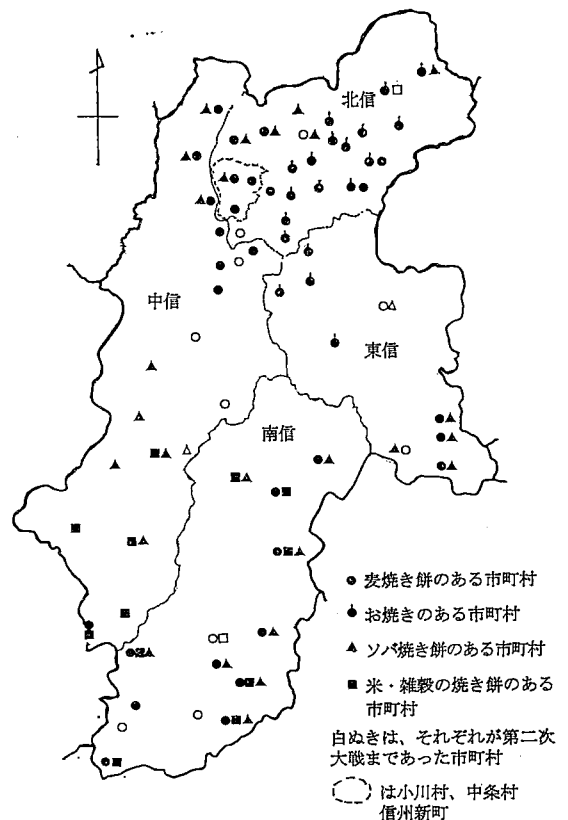 北信
中信
東信
南信
麦焼き餅のある市町村
お焼きのある市町村
ソバ焼き餅のある市町村
米・雑穀の焼き餅のある
市町村
白ぬきは、それぞれが第二次
大戦まであった市町村
は小川村、中条村
信州新町